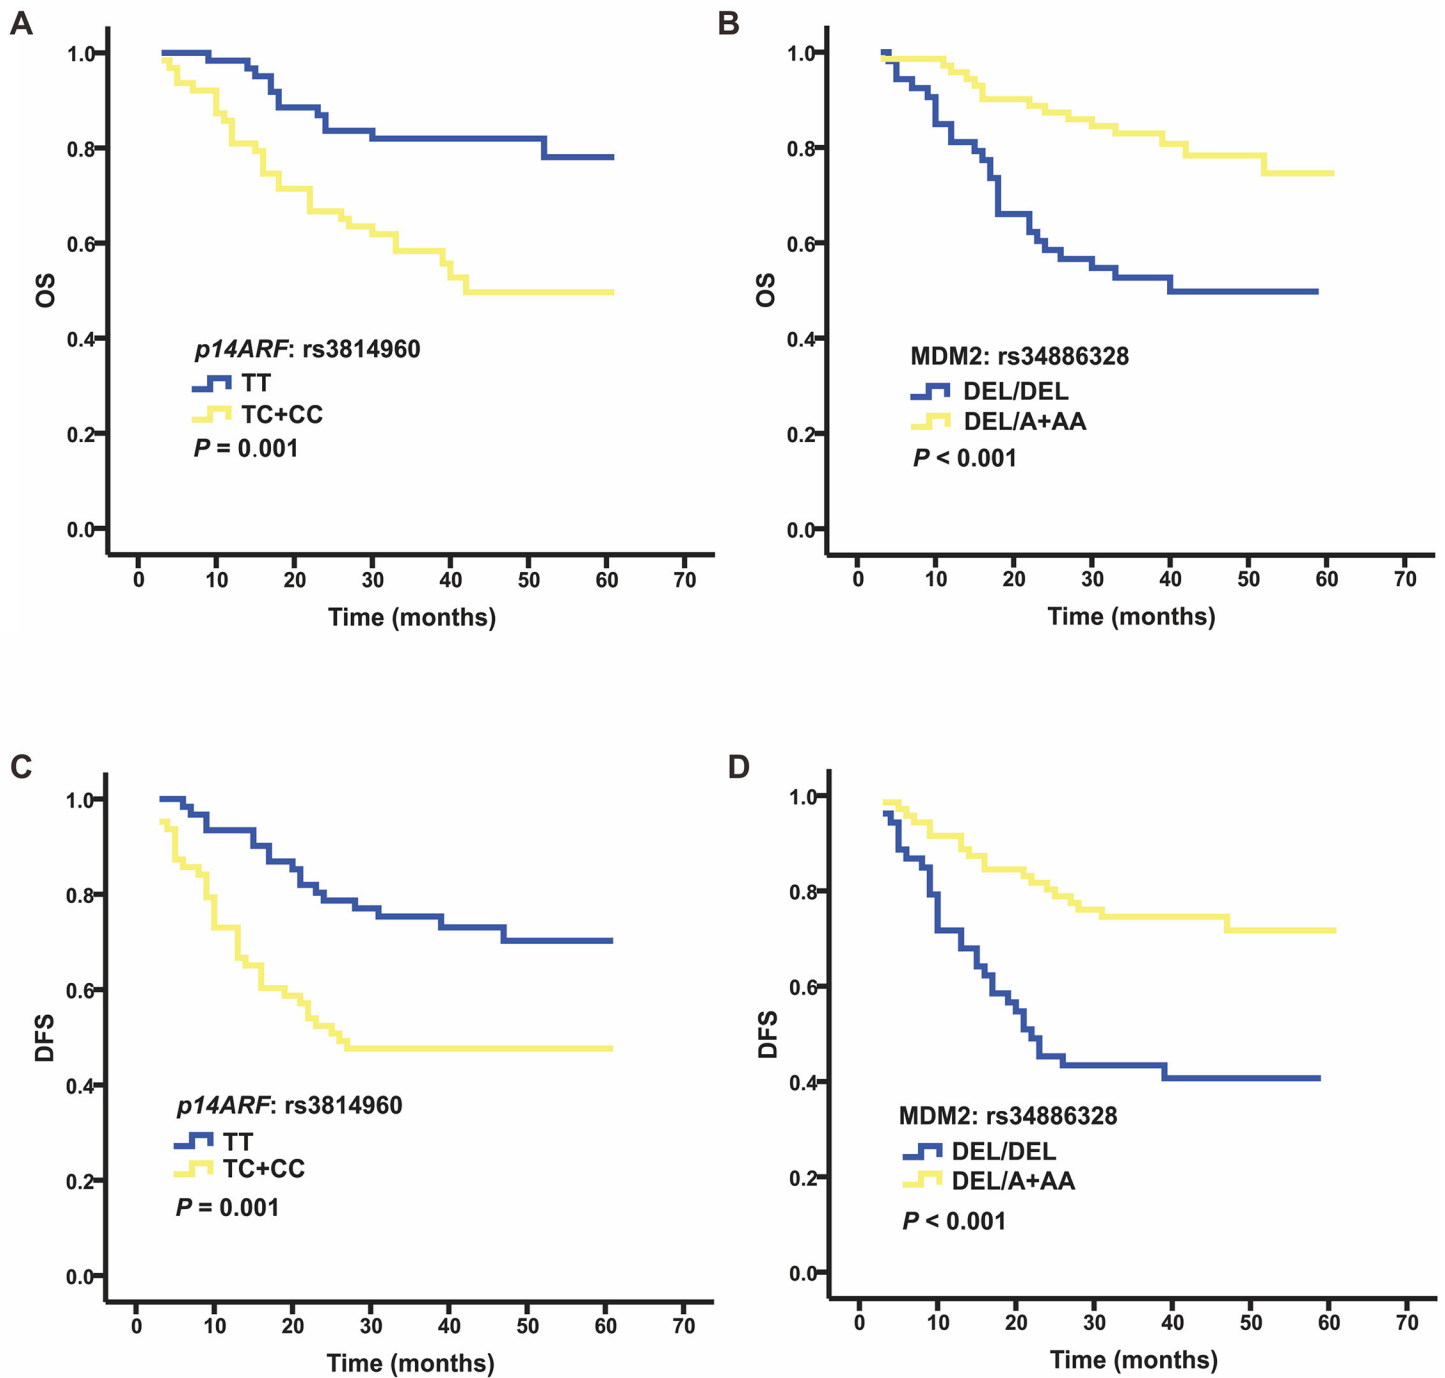 A
1.0
0.8
0.6
0.4
0.2
0.0
OS
p14ARF: rs3814960
TT
TC+CC
P = 0.001
0 10 20 30 40 50 60 70
Time (months)
B
1.0
0.8
0.6
0.4
0.2
0.0
OS
MDM2: rs34886328
DEL/DEL
DEL/A+AA
P < 0.001
0 10 20 30 40 50 60 70
Time (months)
C
1.0
0.8
0.6
0.4
0.2
0.0
DFS
p14ARF: rs3814960
TT
TC+CC
P = 0.001
0 10 20 30 40 50 60 70
Time (months)
D
1.0
0.8
0.6
0.4
0.2
0.0
DFS
MDM2: rs34886328
DEL/DEL
DEL/A+AA
P < 0.001
0 10 20 30 40 50 60 70
Time (months)